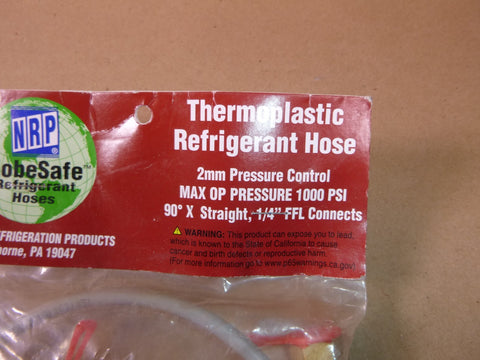 NRP
obeSafe™
Refrigerant
Hoses
EFRIGERATION PRODUCTS
horne, PA 19047
Thermoplastic
Refrigerant Hose
2mm Pressure Control
MAX OP PRESSURE 1000 PSI
90° X Straight, 1/4" FFL Connects
WARNING: This product can expose you to lead,
which is known to the State of California to cause
cancer and birth defects or reproductive harm.
(For more information go to www.p65warnings.ca.gov)